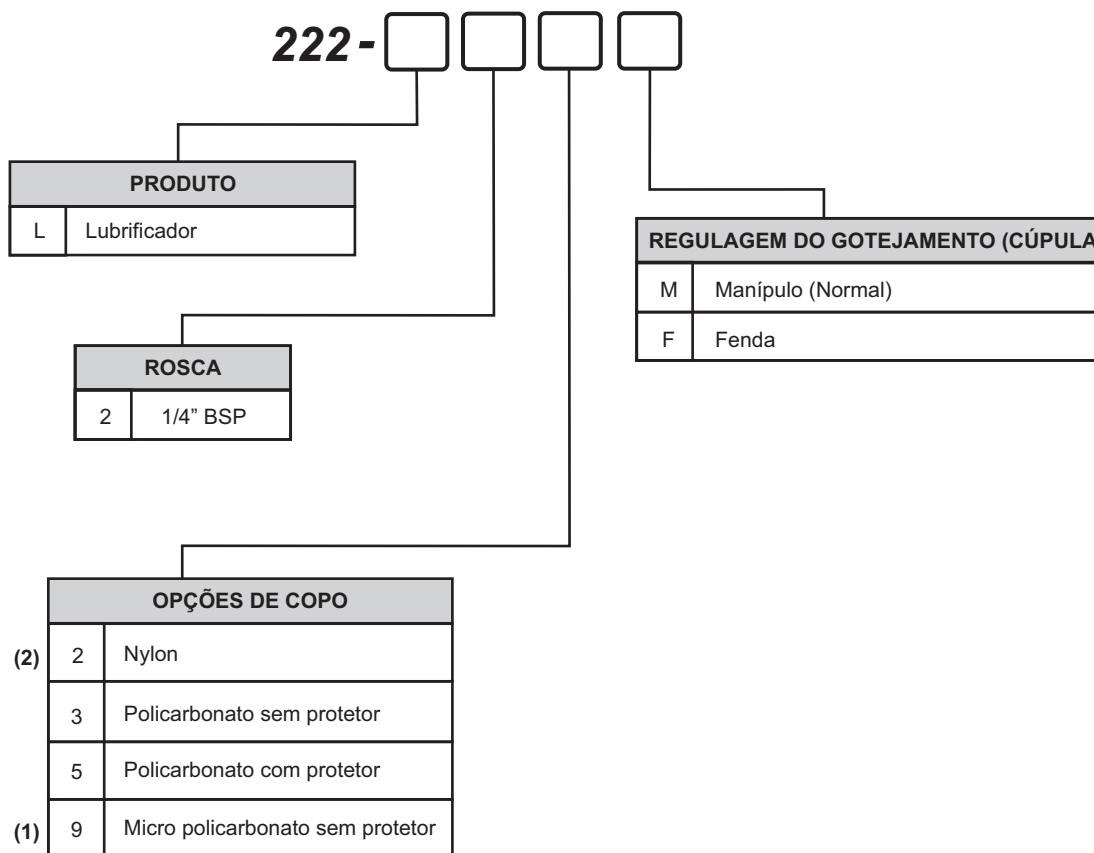 222-
PRODUTO
L Lubrificador
REGULAGEM DO GOTEJAMENTO (CÚPULA
M Manípulo (Normal)
F Fenda
ROSCA
2 1/4” BSP
OPÇÕES DE COPO
(2) 2 Nylon
3 Policarbonato sem protetor
5 Policarbonato com protetor
(1) 9 Micro policarbonato sem protetor